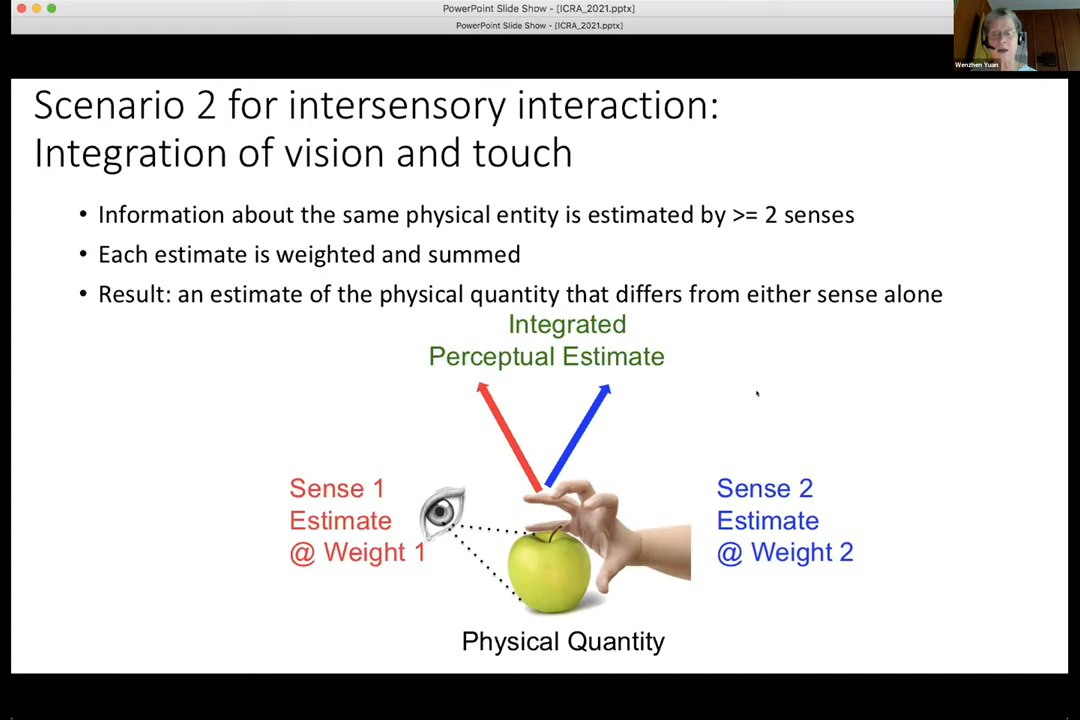 PowerPoint Slide Show - [ICRA_2021.pptx]
PowerPoint Slide Show - [ICRA_2021.pptx]
Wenzhen Yuan
Scenario 2 for intersensory interaction:
Integration of vision and touch
• Information about the same physical entity is estimated by >= 2 senses
• Each estimate is weighted and summed
• Result: an estimate of the physical quantity that differs from either sense alone
Integrated
Perceptual Estimate
Sense 1
Estimate
@ Weight 1
Sense 2
Estimate
@ Weight 2
Physical Quantity